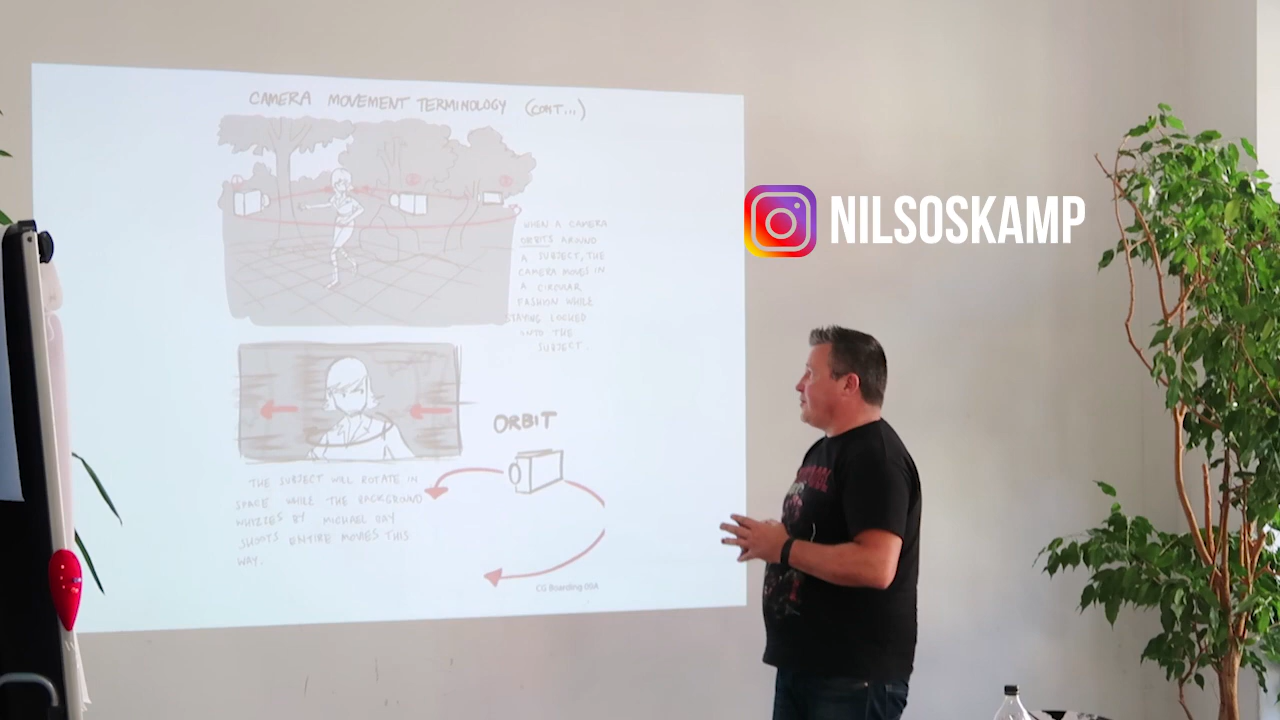 CAMERA MOVEMENT TERMINOLOGY (CONT...)
WHEN A CAMERA
ORBITS AROUND
A SUBJECT, THE
CAMERA MOVES IN
A CIRCULAR
FASHION WHILE
STAYING LOCKED
ONTO THE
SUBJECT.
ORBIT
THE SUBJECT WILL ROTATE IN
SPACE WHILE THE BACKGROUND
WHIZZES BY MICHAEL BAY
SHOOTS ENTIRE MOVIES THIS
WAY.
CG Boarding 00A
NILSOSKAMP